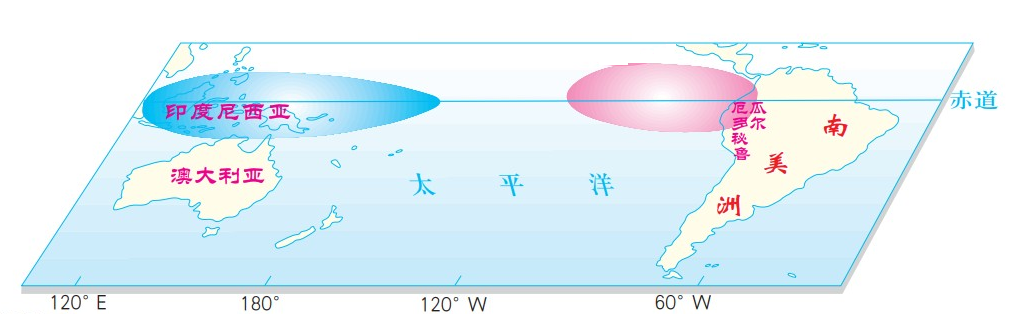 赤道
印度尼西亚
厄瓜
多尔
秘
鲁
南
美
洲
澳大利亚
太平洋
120° E
180°
120° W
60° W